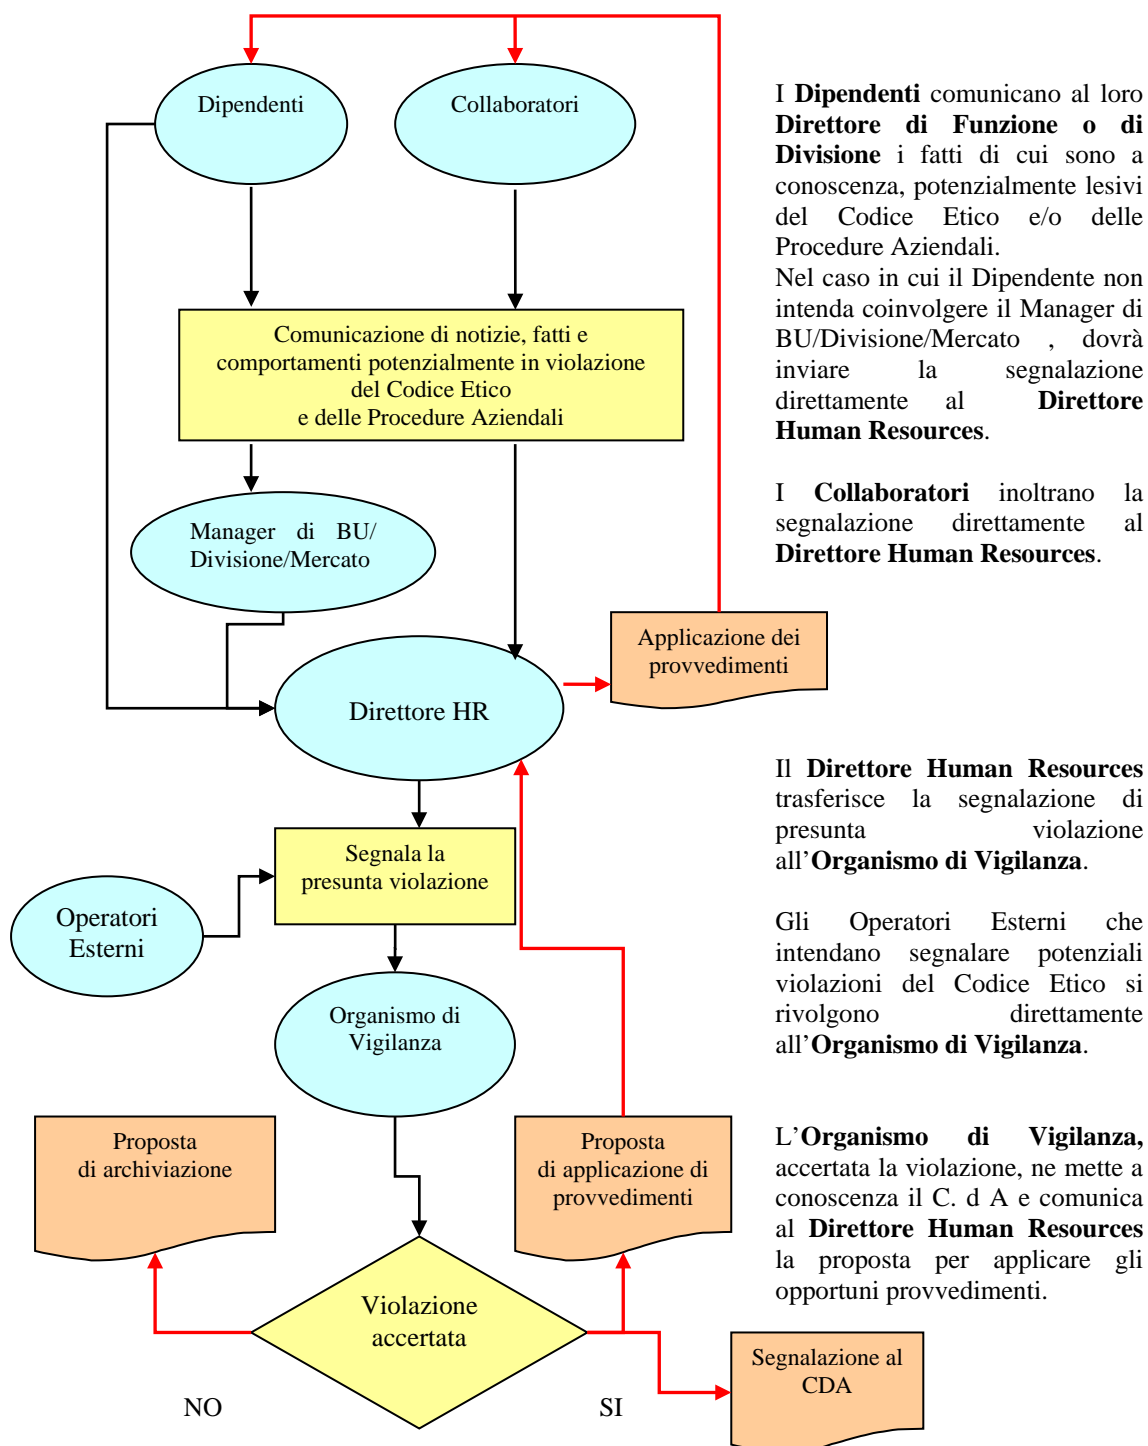 Dipendenti
Collaboratori
Comunicazione di notizie, fatti e
comportamenti potenzialmente in violazione
del Codice Etico
e delle Procedure Aziendali
Manager di BU/
Divisione/Mercato
Applicazione dei
provvedimenti
Direttore HR
Segnala la
presunta violazione
Operatori
Esterni
Organismo di
Vigilanza
Proposta
di archiviazione
Proposta
di applicazione di
provvedimenti
Violazione
accertata
Segnalazione al
CDA
NO
SI
I Dipendenti comunicano al loro
Direttore di Funzione o di
Divisione i fatti di cui sono a
conoscenza, potenzialmente lesivi
del Codice Etico e/o delle
Procedure Aziendali.
Nel caso in cui il Dipendente non
intenda coinvolgere il Manager di
BU/Divisione/Mercato , dovrà
inviare la segnalazione
direttamente al Direttore
Human Resources.
I Collaboratori inoltrano la
segnalazione direttamente al
Direttore Human Resources.
Il Direttore Human Resources
trasferisce la segnalazione di
presunta violazione
all’Organismo di Vigilanza.
Gli Operatori Esterni che
intendano segnalare potenziali
violazioni del Codice Etico si
rivolgono direttamente
all’Organismo di Vigilanza.
L’Organismo di Vigilanza,
accertata la violazione, ne mette a
conoscenza il C. d A e comunica
al Direttore Human Resources
la proposta per applicare gli
opportuni provvedimenti.